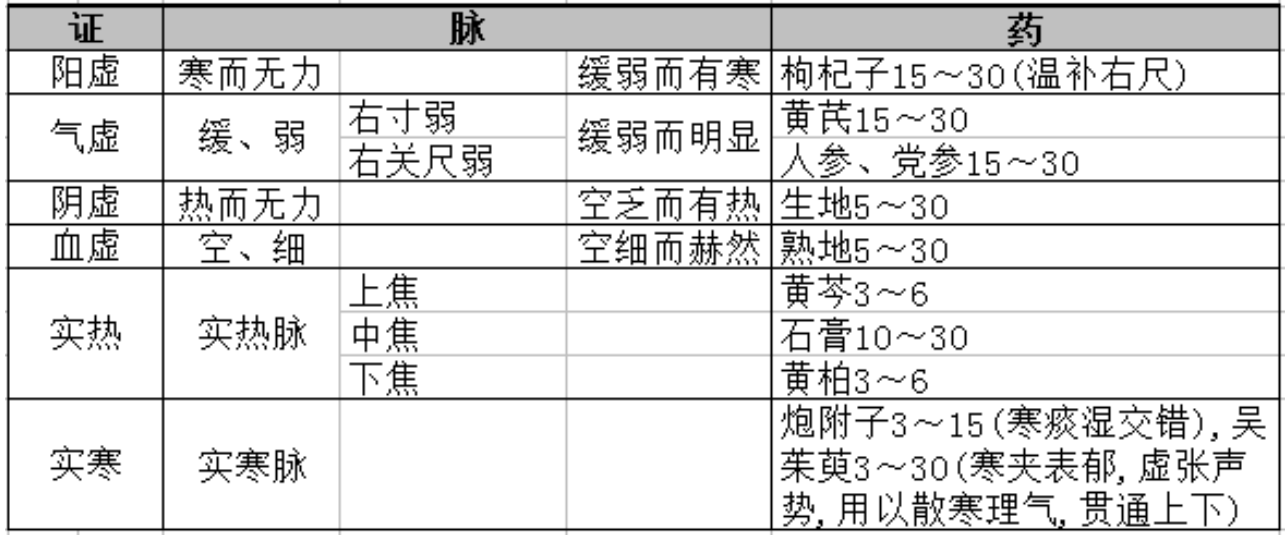 证 脉 药
阳虚 寒而无力 缓弱而有寒 枸杞子15～30(温补右尺)
气虚 缓、弱 右寸弱 缓弱而明显 黄芪15～30
右关尺弱 人参、党参15～30
阴虚 热而无力 空乏而有热 生地5～30
血虚 空、细 空细而赫然 熟地5～30
实热 实热脉 上焦 黄芩3～6
中焦 石膏10～30
下焦 黄柏3～6
实寒 实寒脉 炮附子3～15(寒痰湿交错),吴
茱萸3～30(寒夹表郁,虚张声
势,用以散寒理气,贯通上下)